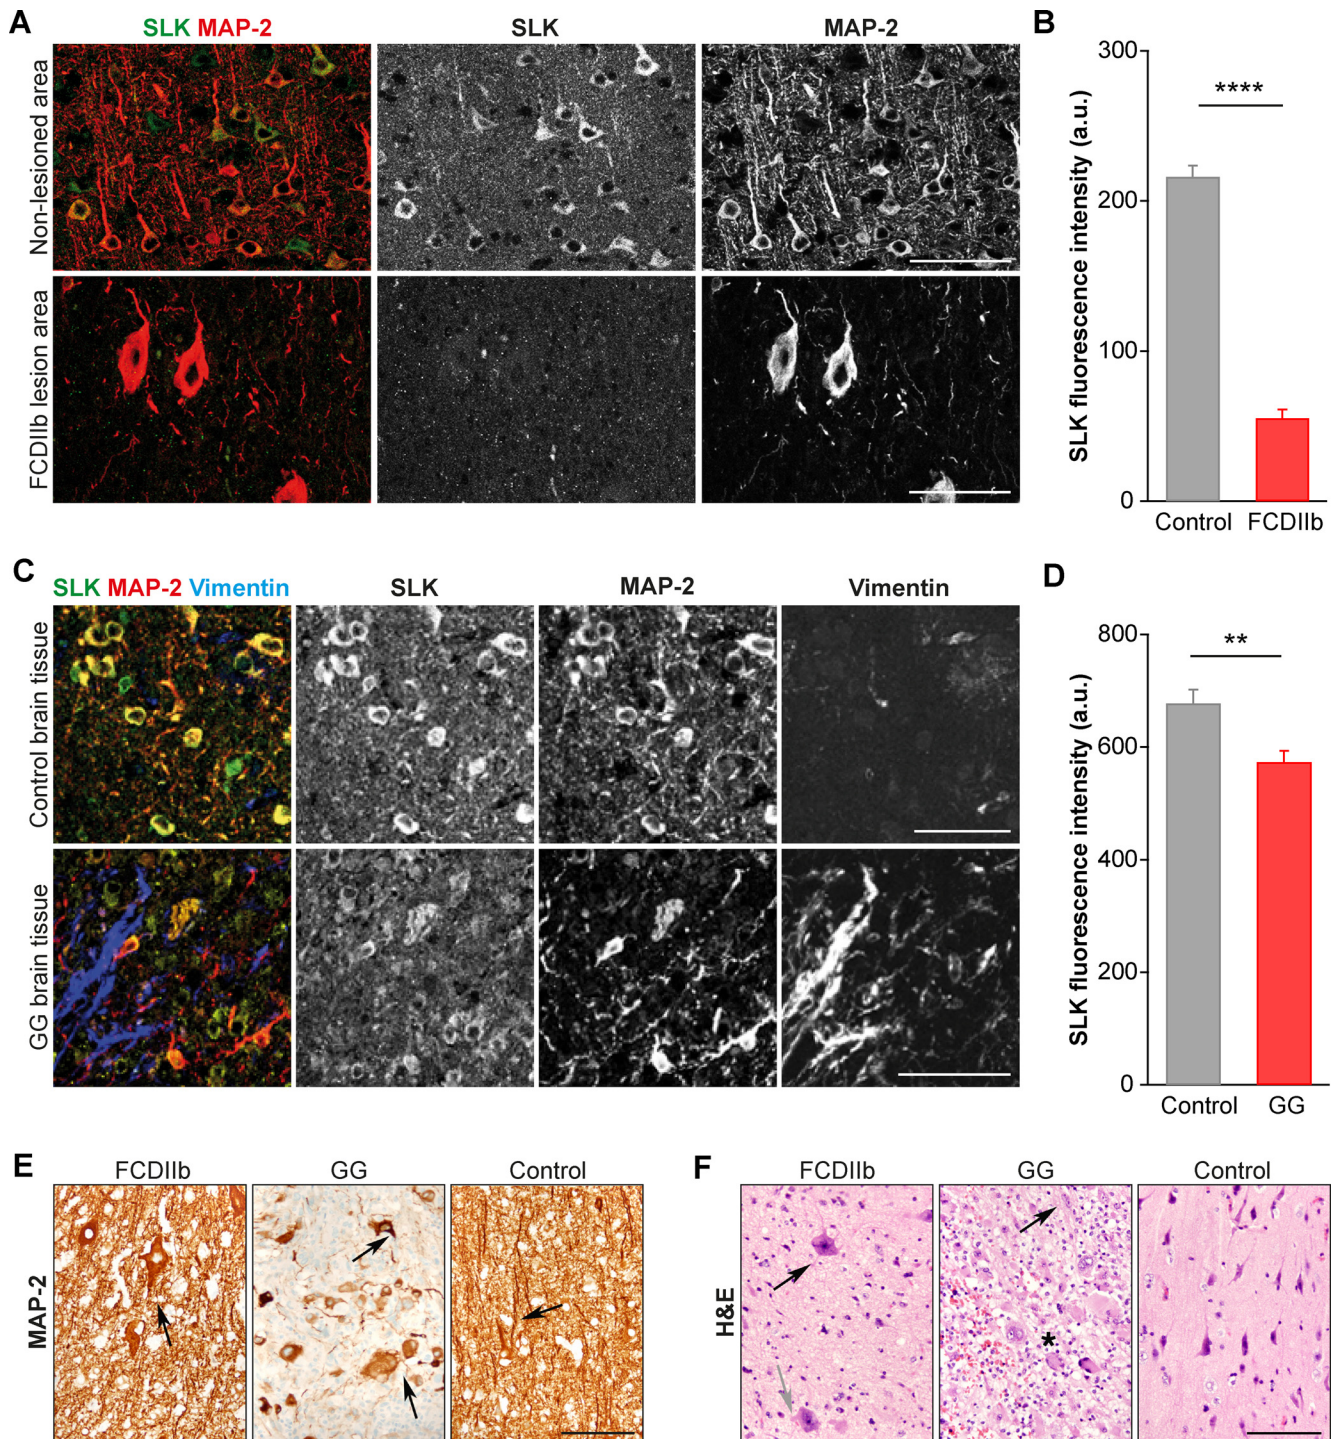 A
SLK MAP-2
SLK
MAP-2
Non-lesioned area
FCDIIb lesion area
B
SLK fluorescence intensity (a.u.)
300
200
100
0
****
Control
FCDIIb
C
SLK MAP-2 Vimentin
SLK
MAP-2
Vimentin
Control brain tissue
GG brain tissue
D
SLK fluorescence intensity (a.u.)
800
600
400
200
0
**
Control
GG
E
FCDIIb
GG
Control
MAP-2
F
FCDIIb
GG
Control
H&E
*